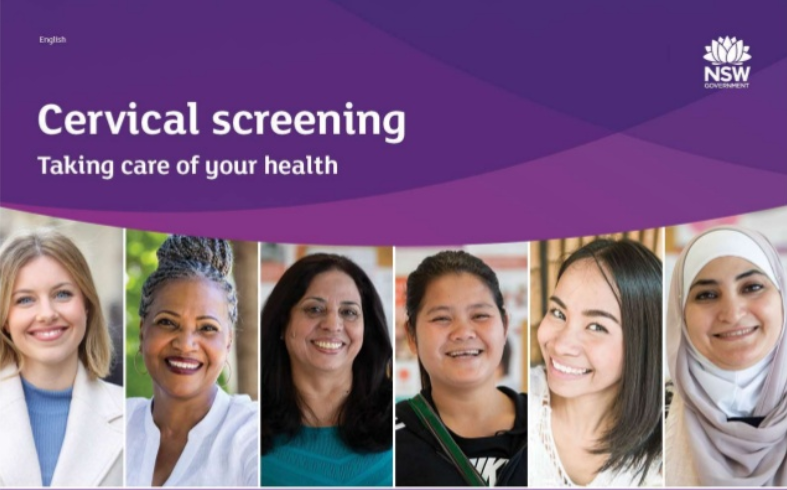 English
NSW
GOVERNMENT
Cervical screening
Taking care of your health